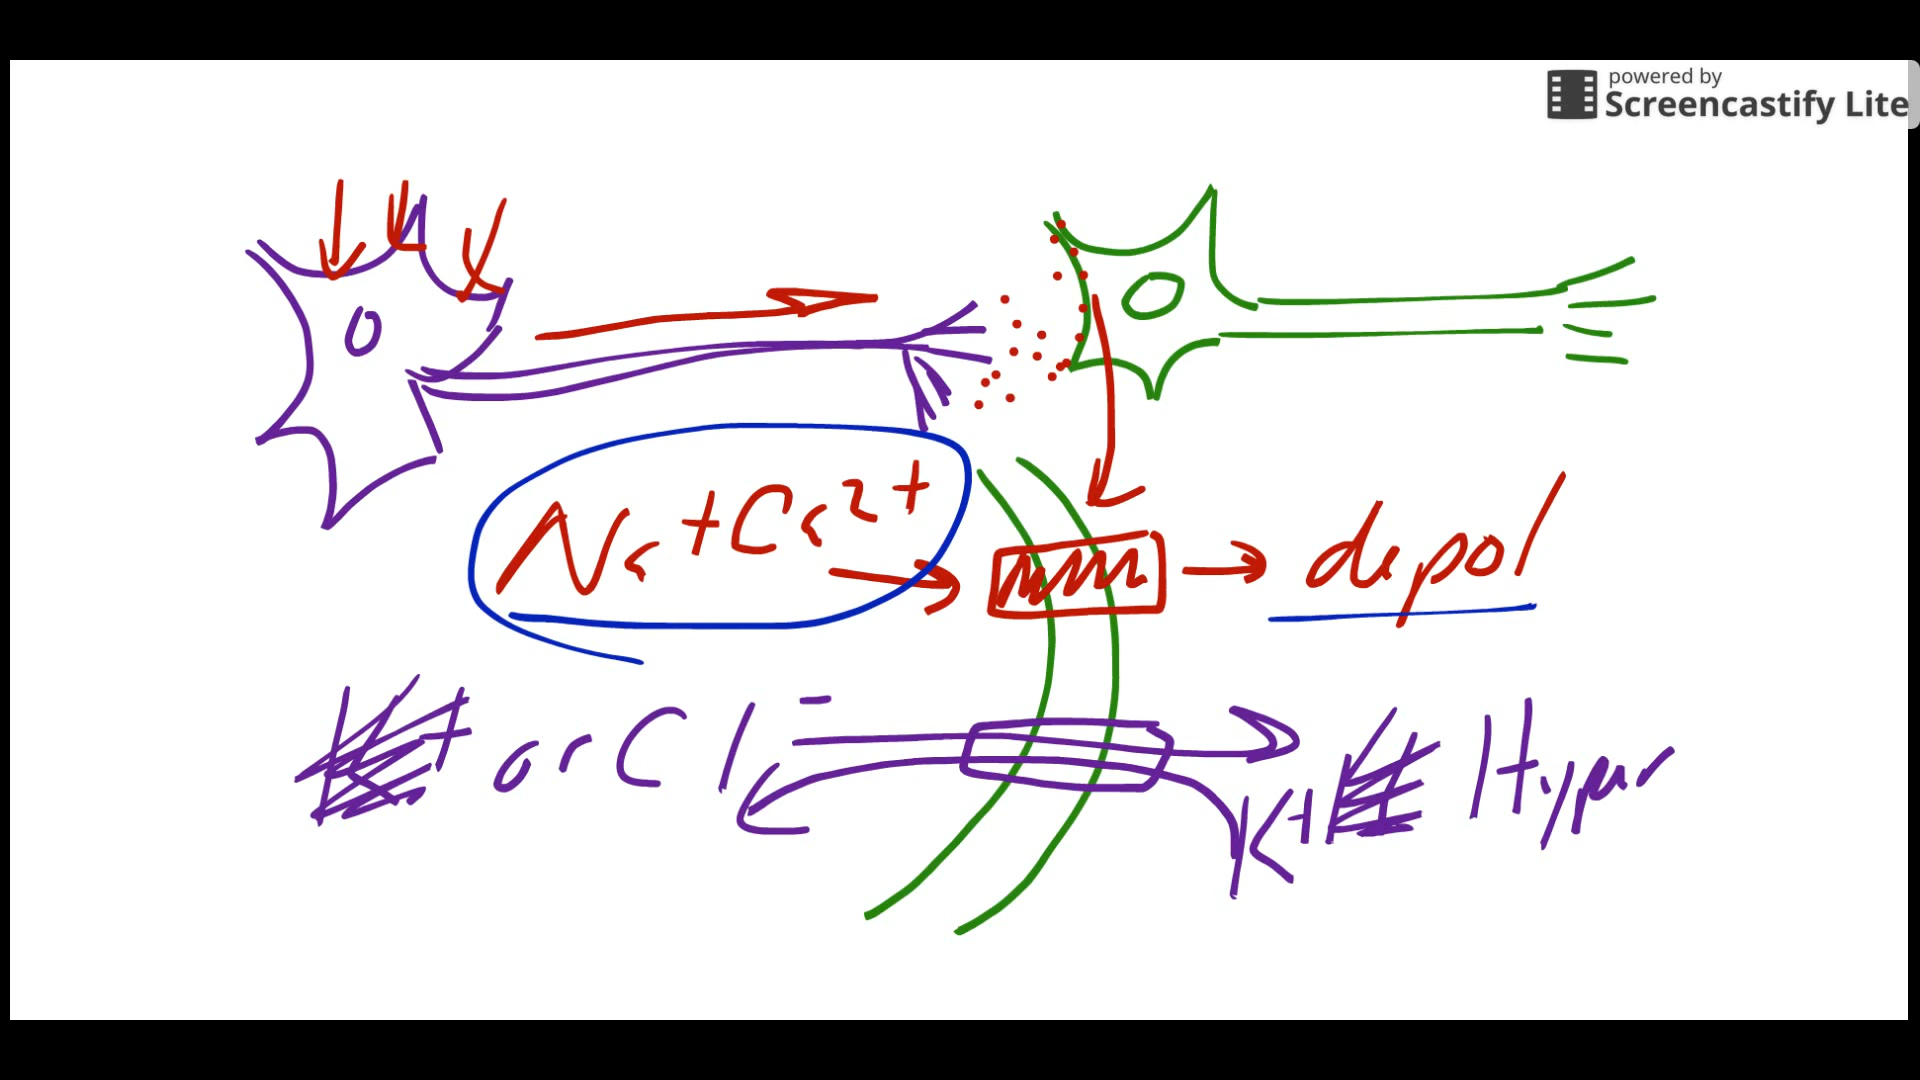 powered by
Screencastify Lite
Na+Ca2+ → → depol
or Cl- K+ Hyper